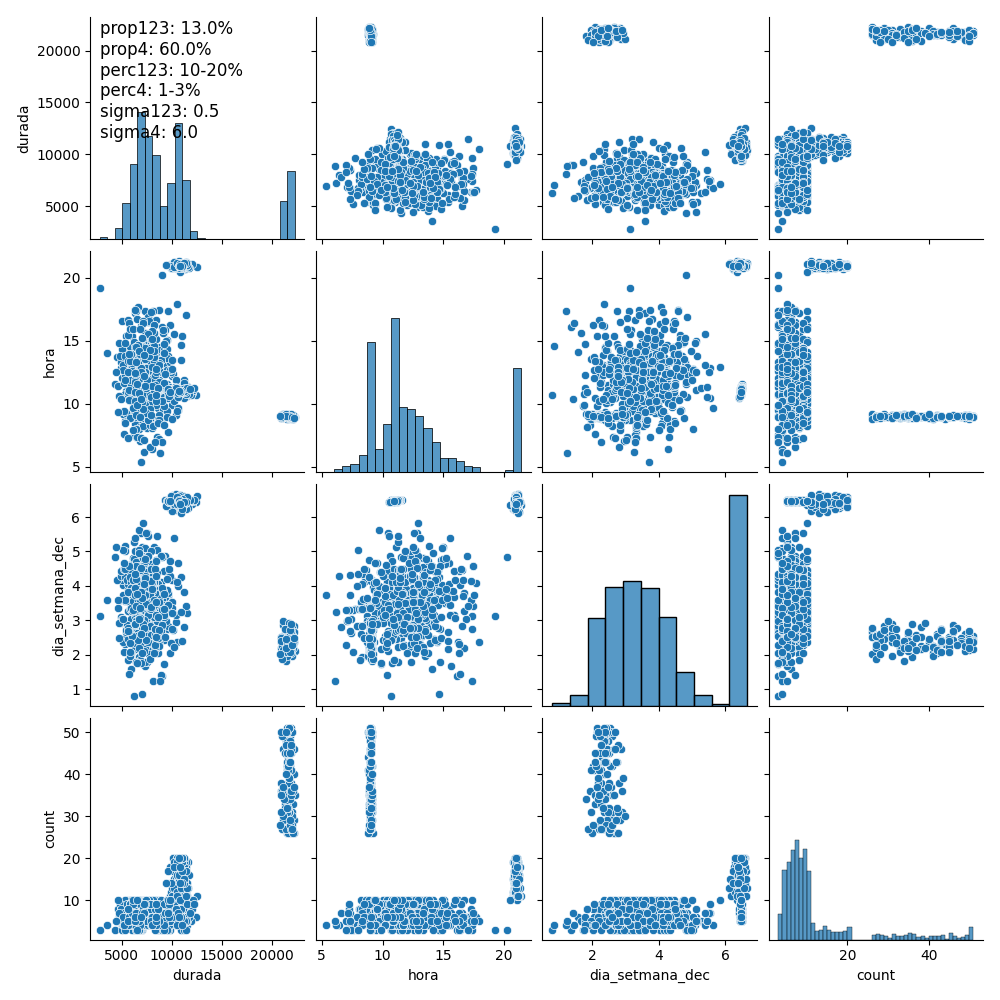 prop123: 13.0%
prop4: 60.0%
perc123: 10-20%
perc4: 1-3%
sigma123: 0.5
sigma4: 6.0
20000
15000
10000
5000
durada
20
15
10
5
hora
6
5
4
3
2
1
dia_setmana_dec
50
40
30
20
10
count
5000 10000 15000 20000
5 10 15 20
2 4 6
20 40
durada
hora
dia_setmana_dec
count